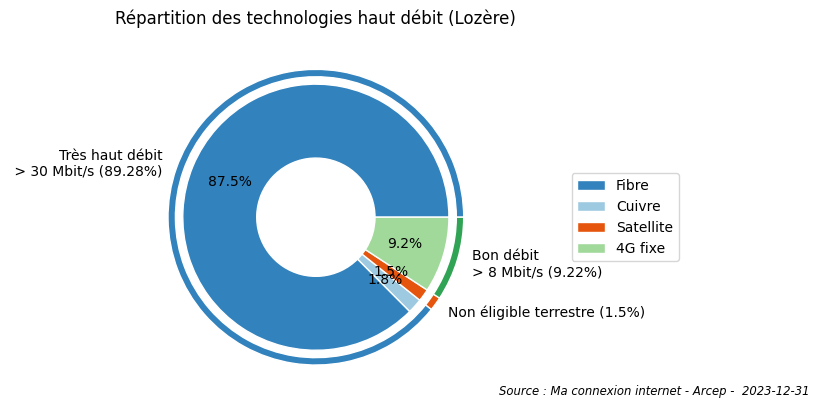 Répartition des technologies haut débit (Lozère)
Très haut débit
> 30 Mbit/s (89.28%)
87.5%
9.2%
1.5%
1.8%
Bon débit
> 8 Mbit/s (9.22%)
Non éligible terrestre (1.5%)
Fibre
Cuivre
Satellite
4G fixe
Source : Ma connexion internet - Arcep -  2023-12-31